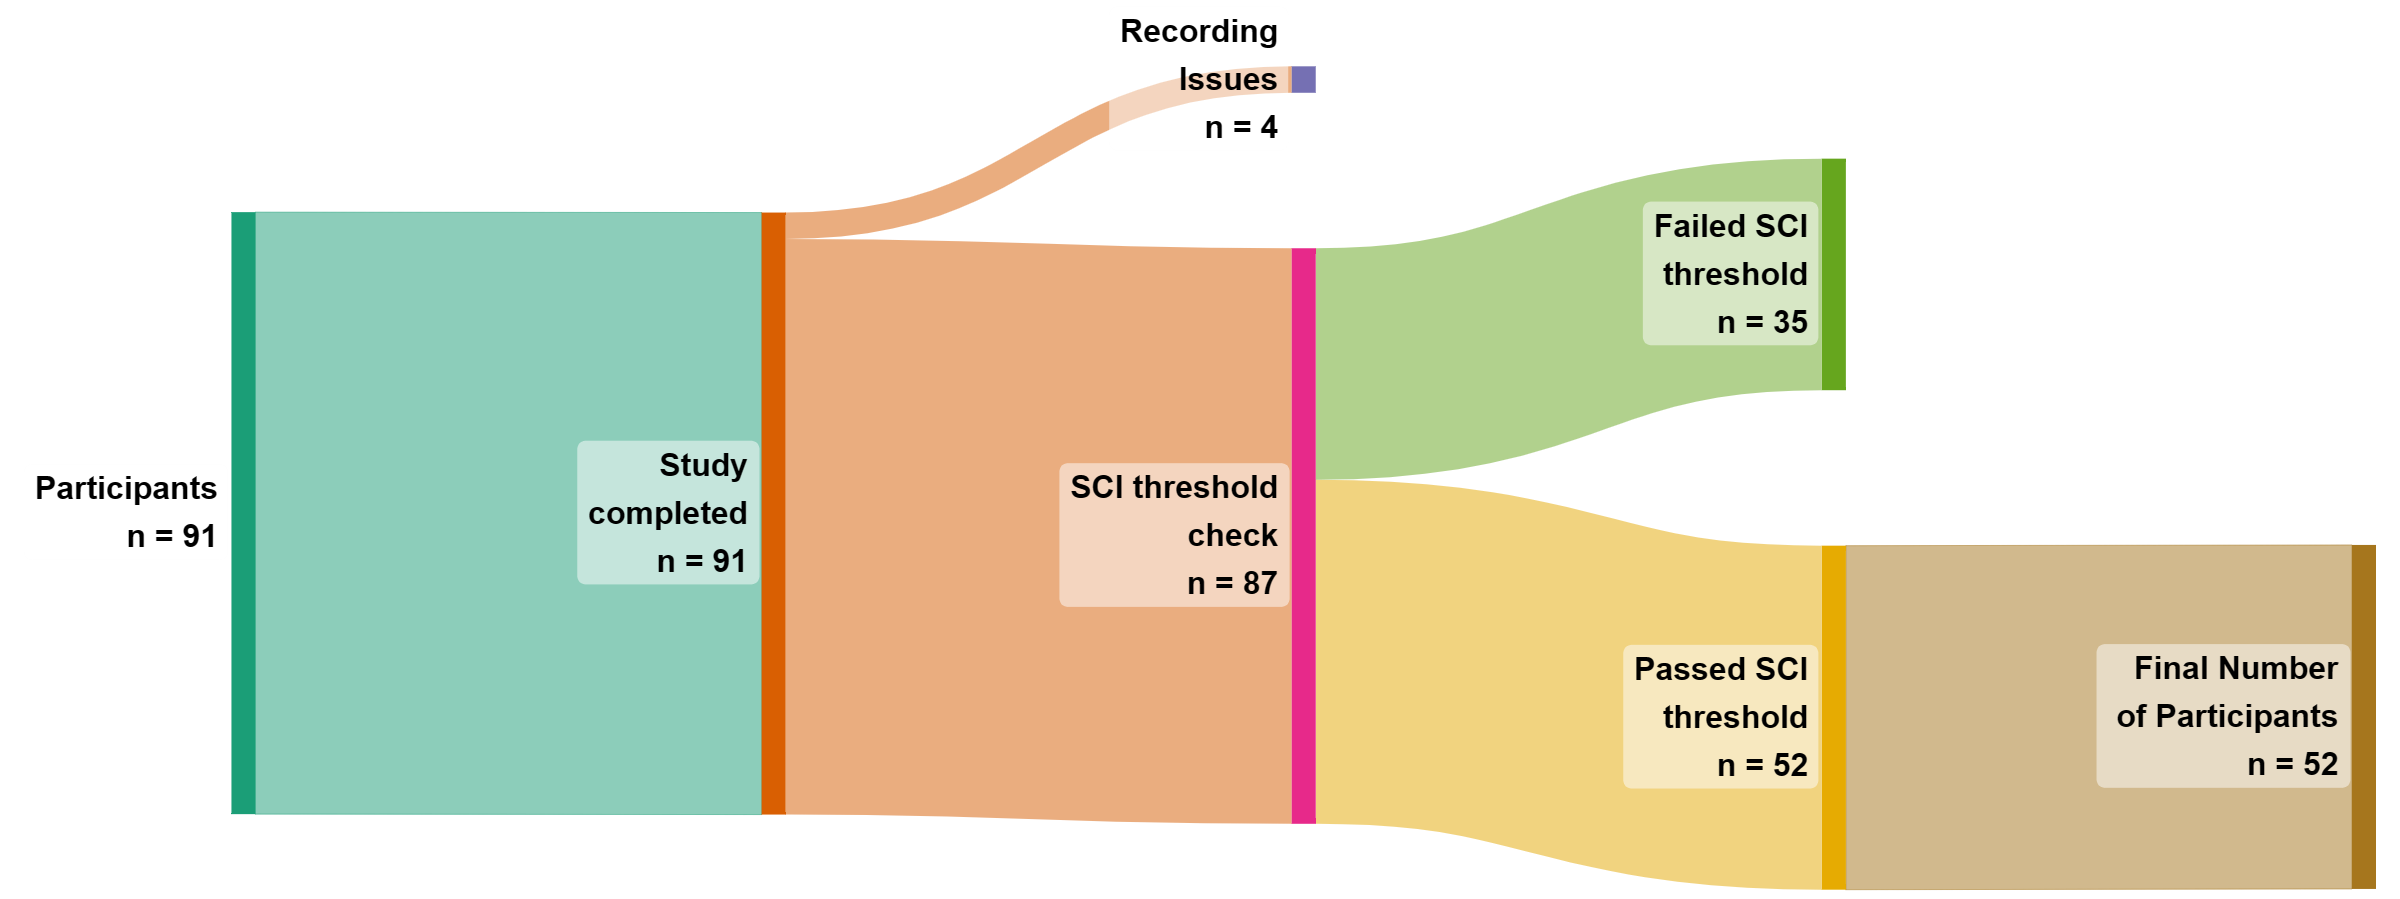 Participants
n = 91
Study
completed
n = 91
Recording
Issues
n = 4
SCI threshold
check
n = 87
Failed SCI
threshold
n = 35
Passed SCI
threshold
n = 52
Final Number
of Participants
n = 52